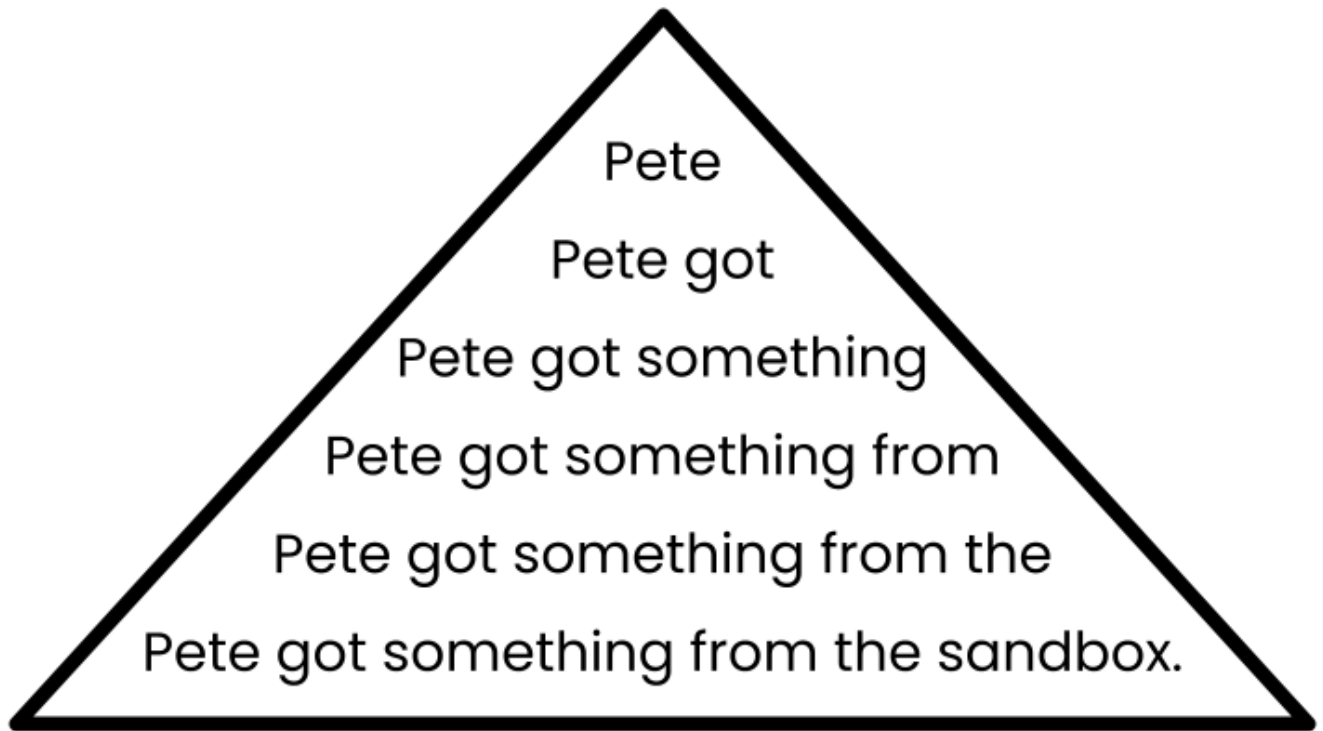 Pete
Pete got
Pete got something
Pete got something from
Pete got something from the
Pete got something from the sandbox.